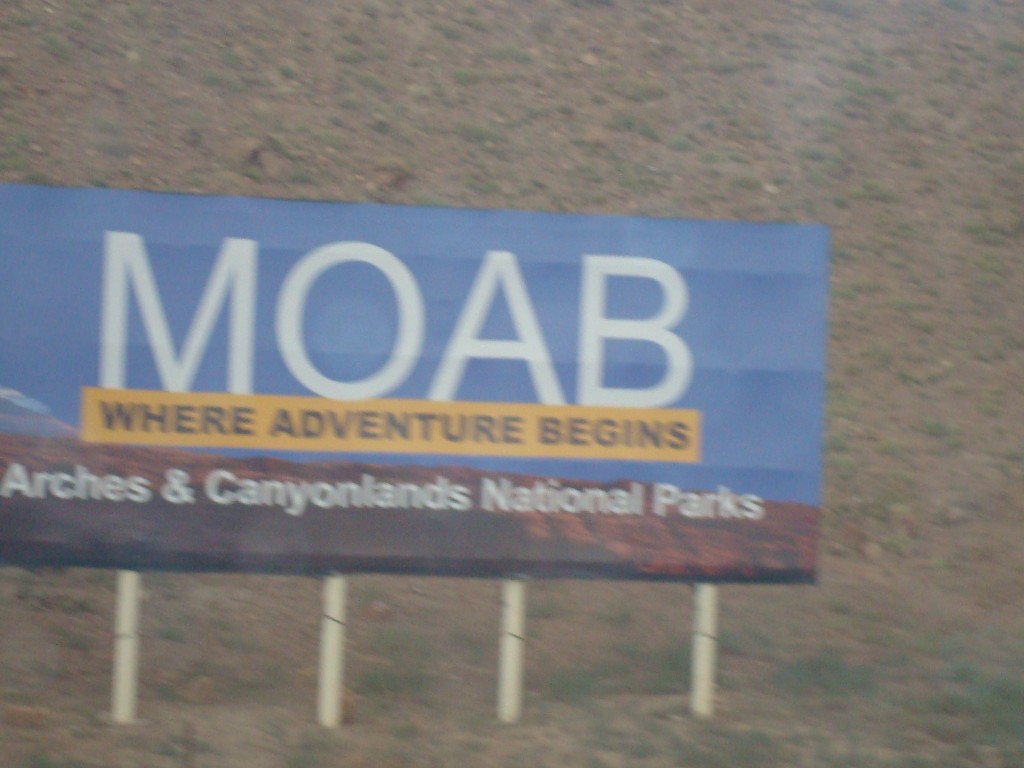 MOAB
WHERE ADVENTURE BEGINS
Arches & Canyonlands National Parks